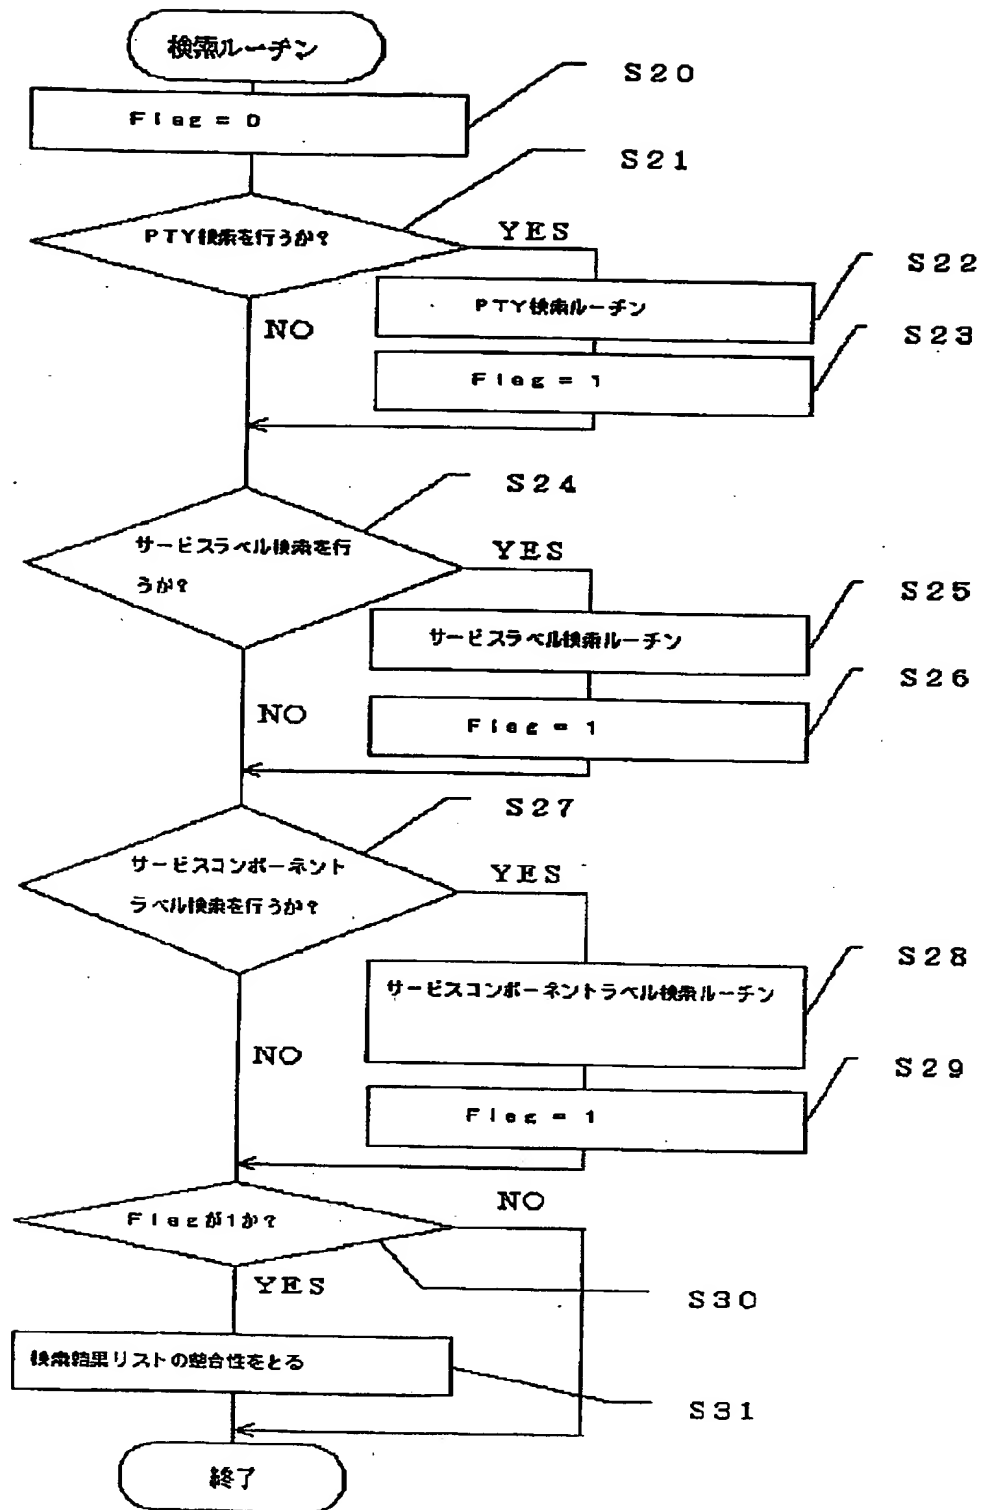 検索ルーチン
S20
Flag = 0
S21
PTY検索を行うか?
YES
S22
PTY検索ルーチン
NO
S23
Flag = 1
S24
サービスラベル検索を行
うか?
YES
S25
サービスラベル検索ルーチン
S26
NO
Flag = 1
S27
サービスコンポーネント
ラベル検索を行うか?
YES
S28
サービスコンポーネントラベル検索ルーチン
NO
S29
Flag = 1
NO
Flagが1か?
YES
S30
検索結果リストの整合性をとる
S31
終了